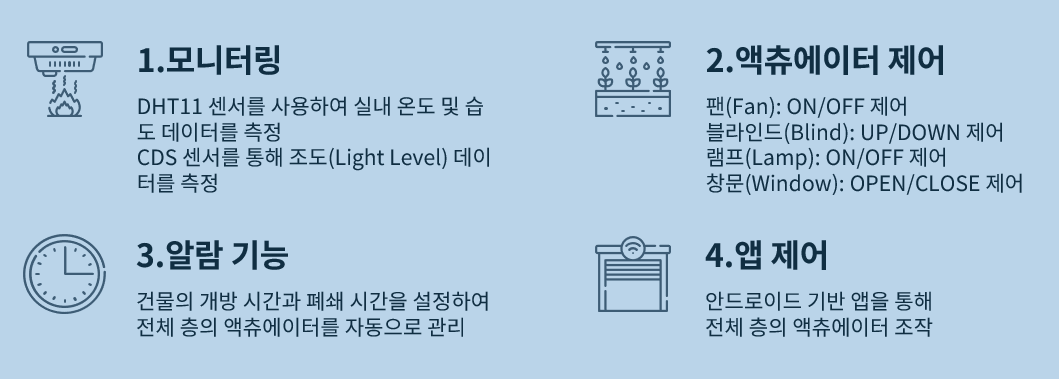 1.모니터링
DHT11 센서를 사용하여 실내 온도 및 습
도 데이터를 측정
CDS 센서를 통해 조도(Light Level) 데이
터를 측정
2.액츄에이터 제어
팬(Fan): ON/OFF 제어
블라인드(Blind): UP/DOWN 제어
램프(Lamp): ON/OFF 제어
창문(Window): OPEN/CLOSE 제어
3.알람 기능
건물의 개방 시간과 폐쇄 시간을 설정하여
전체 층의 액츄에이터를 자동으로 관리
4.앱 제어
안드로이드 기반 앱을 통해
전체 층의 액츄에이터 조작